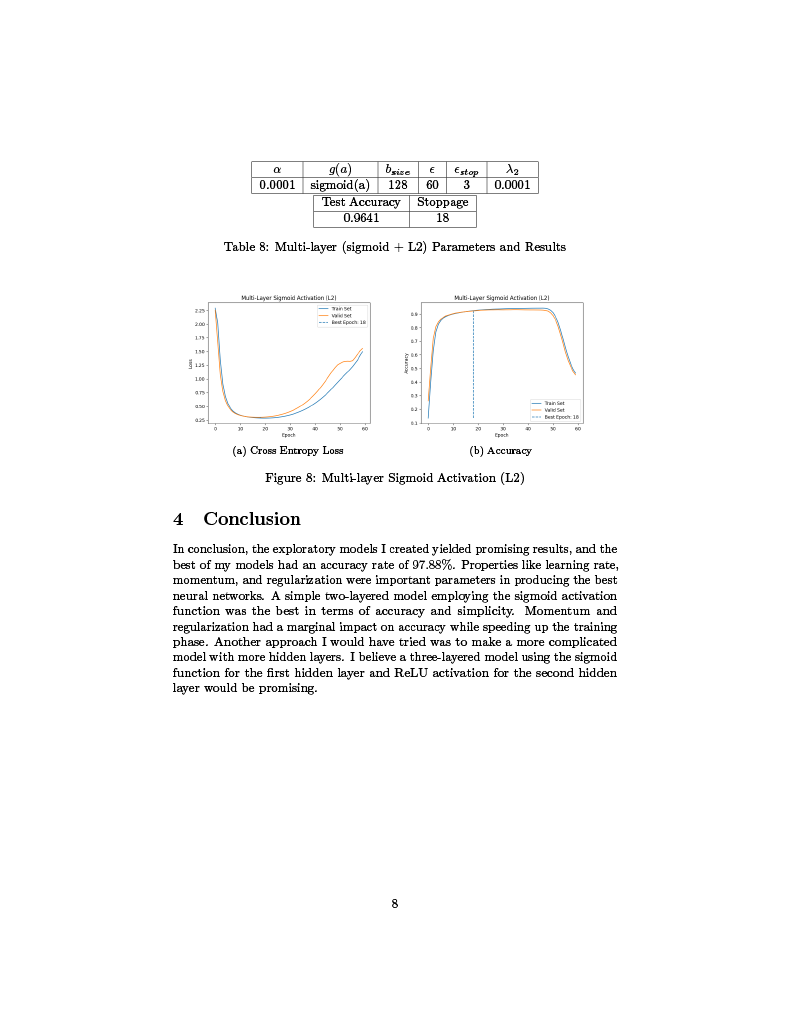 α g(a) b_size ϵ ϵ_stop λ_2
0.0001 sigmoid(a) 128 60 3 0.0001
Test Accuracy Stoppage
0.9641 18
Table 8: Multi-layer (sigmoid + L2) Parameters and Results
Multi-Layer Sigmoid Activation (L2)
Train Set
Valid Set
Best Epoch: 18
2.25
2.00
1.75
1.50
1.25
1.00
0.75
0.50
0.25
Loss
0 10 20 30 40 50 60
Epoch
(a) Cross Entropy Loss
Multi-Layer Sigmoid Activation (L2)
0.9
0.8
0.7
0.6
0.5
0.4
0.3
0.2
0.1
Accuracy
Train Set
Valid Set
Best Epoch: 18
0 10 20 30 40 50 60
Epoch
(b) Accuracy
Figure 8: Multi-layer Sigmoid Activation (L2)
4 Conclusion
In conclusion, the exploratory models I created yielded promising results, and the
best of my models had an accuracy rate of 97.88%. Properties like learning rate,
momentum, and regularization were important parameters in producing the best
neural networks. A simple two-layered model employing the sigmoid activation
function was the best in terms of accuracy and simplicity. Momentum and
regularization had a marginal impact on accuracy while speeding up the training
phase. Another approach I would have tried was to make a more complicated
model with more hidden layers. I believe a three-layered model using the sigmoid
function for the first hidden layer and ReLU activation for the second hidden
layer would be promising.
8